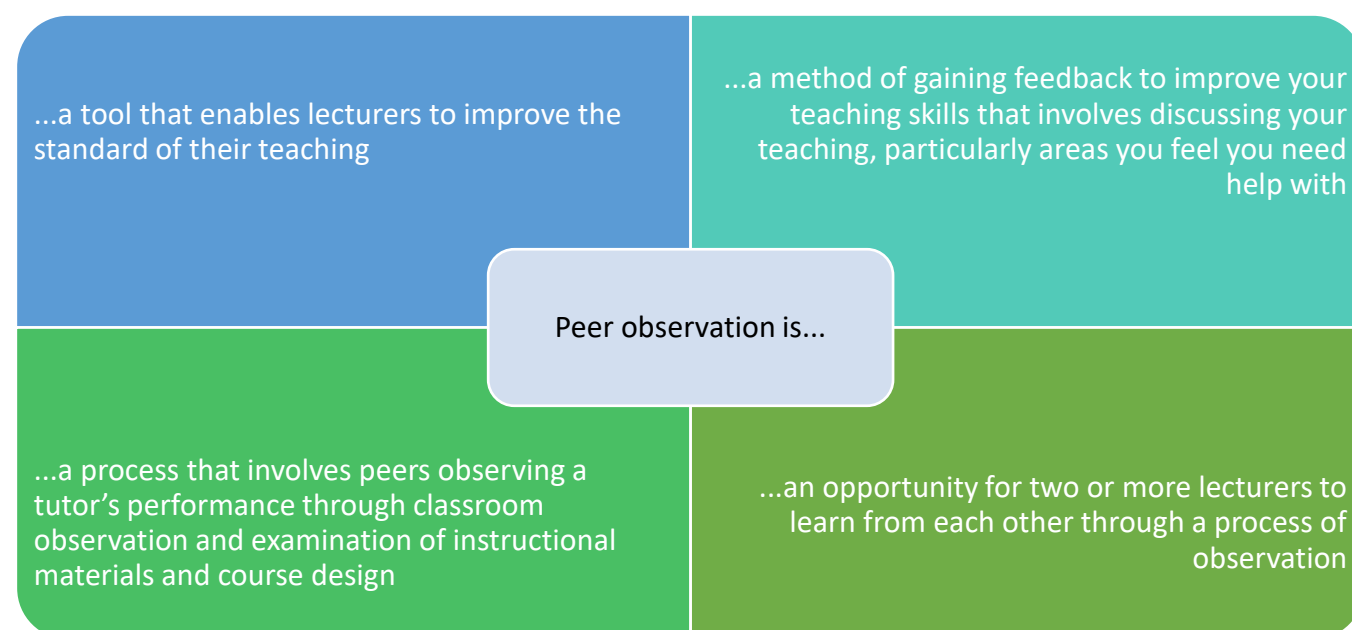 ...a tool that enables lecturers to improve the
standard of their teaching
...a method of gaining feedback to improve your
teaching skills that involves discussing your
teaching, particularly areas you feel you need
help with
Peer observation is...
...a process that involves peers observing a
tutor’s performance through classroom
observation and examination of instructional
materials and course design
...an opportunity for two or more lecturers to
learn from each other through a process of
observation